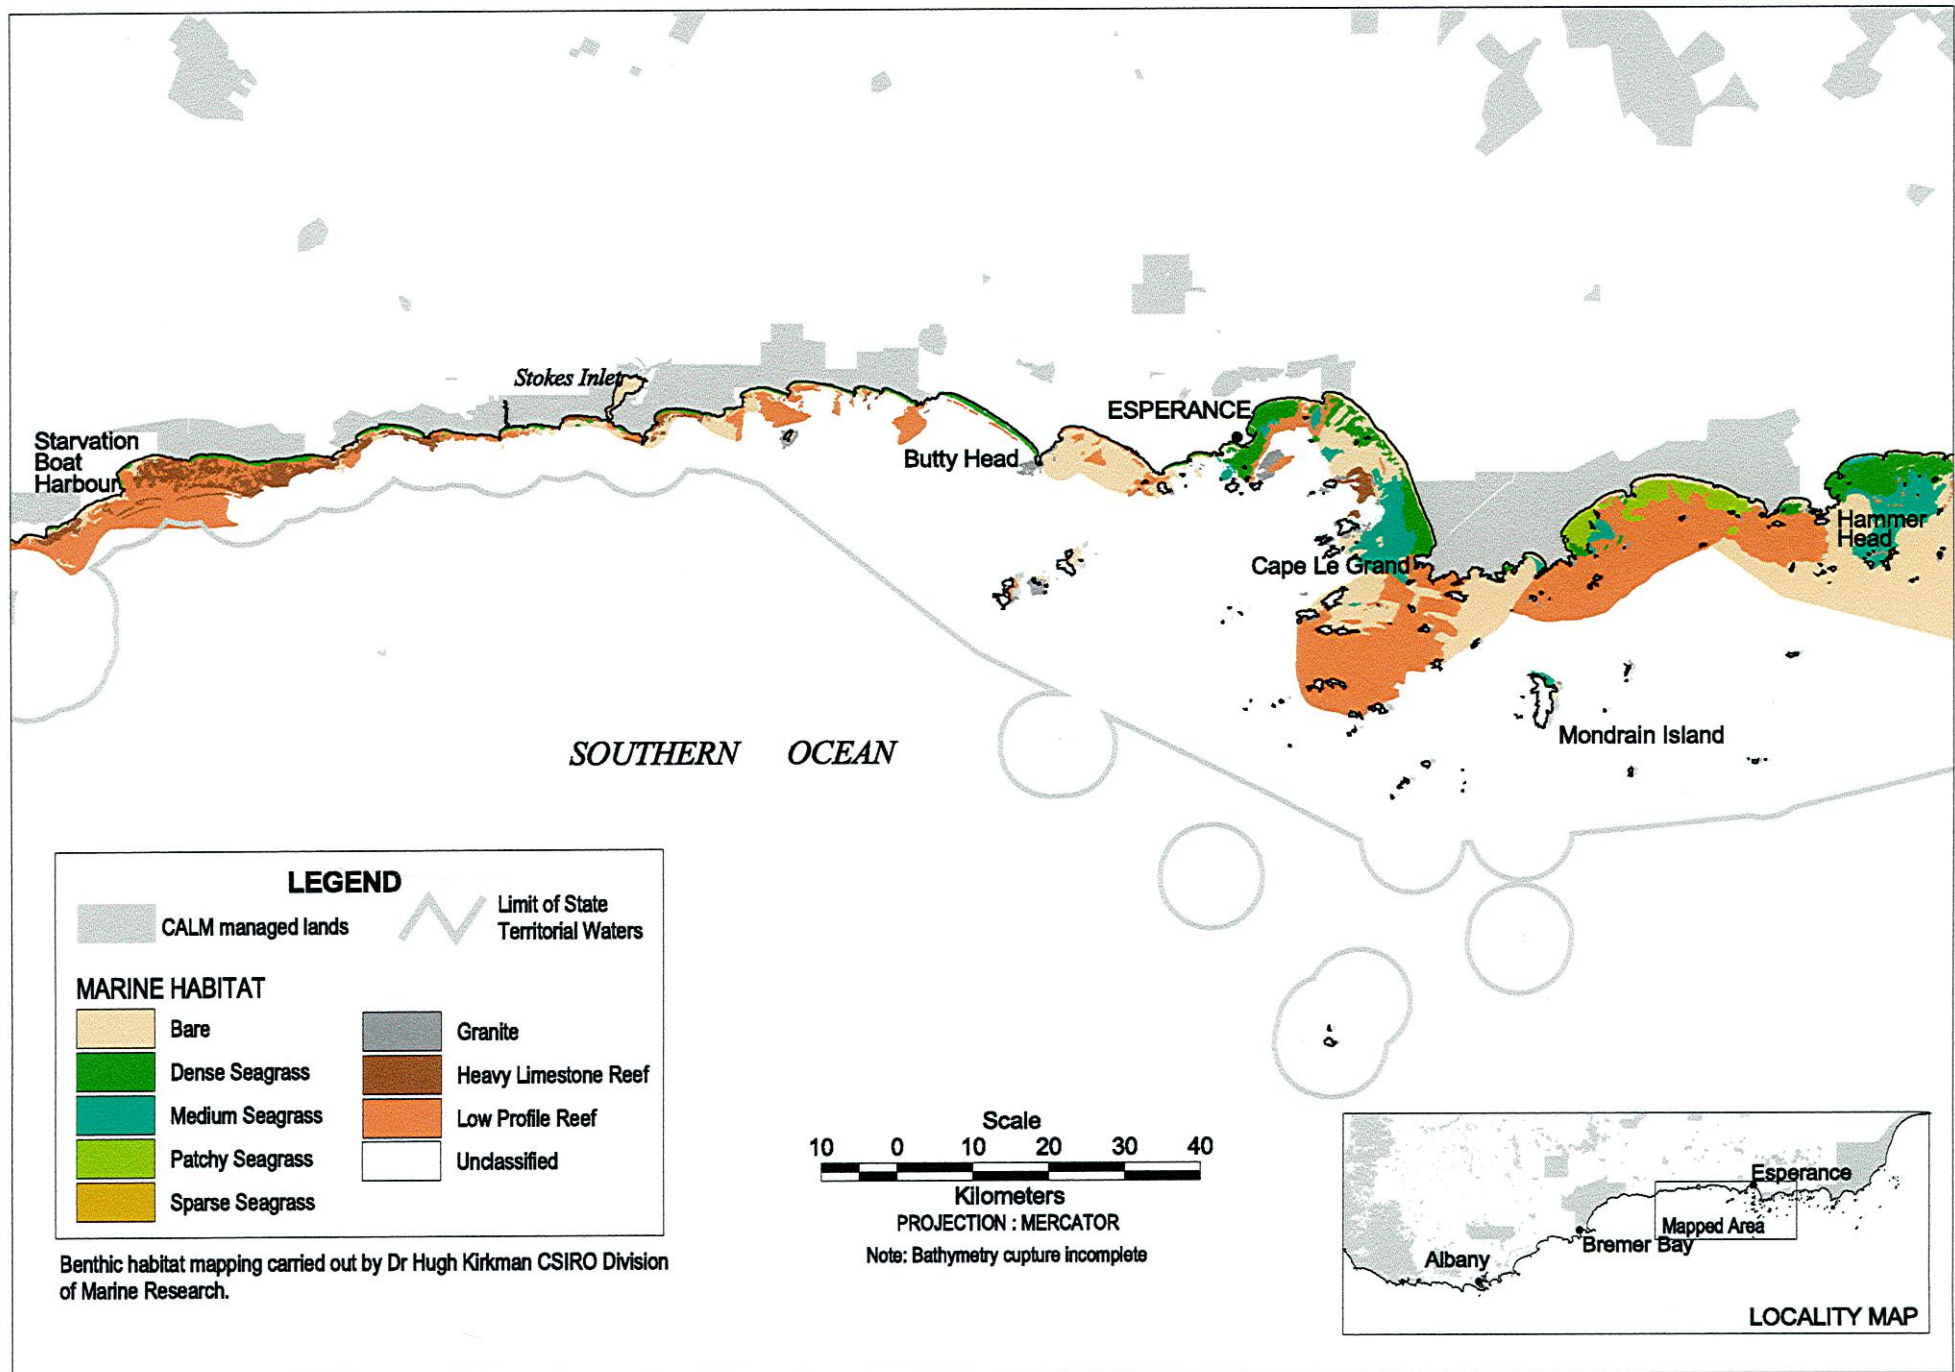 Stokes Inlet
ESPERANCE
Starvation
Boat
Harbour
Butty Head
Hammer
Head
Cape Le Grand
Mondrain Island
SOUTHERN OCEAN
LEGEND
CALM managed lands
Limit of State
Territorial Waters
MARINE HABITAT
Bare
Dense Seagrass
Medium Seagrass
Patchy Seagrass
Sparse Seagrass
Granite
Heavy Limestone Reef
Low Profile Reef
Unclassified
Benthic habitat mapping carried out by Dr Hugh Kirkman CSIRO Division
of Marine Research.
Scale
10 0 10 20 30 40
Kilometers
PROJECTION : MERCATOR
Note: Bathymetry cupture incomplete
Esperance
Mapped Area
Bremer Bay
Albany
LOCALITY MAP